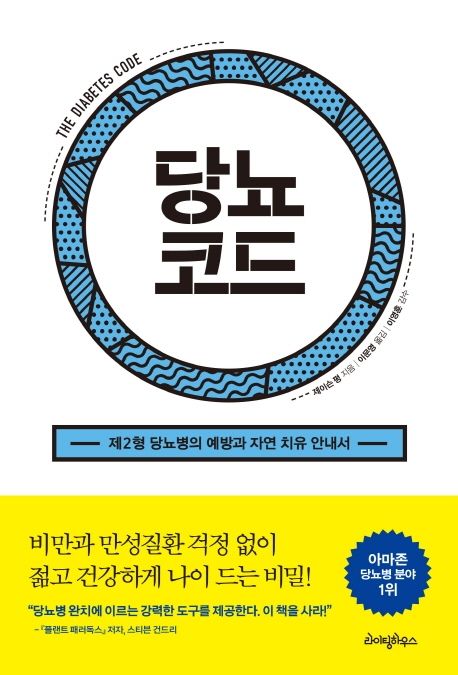 THE DIABETES CODE
당뇨
코드
제이슨 펑 지음 | 이문영 옮김 | 이영훈 감수
제2형 당뇨병의 예방과 자연 치유 안내서
비만과 만성질환 걱정 없이
젊고 건강하게 나이 드는 비밀!
“당뇨병 완치에 이르는 강력한 도구를 제공한다. 이 책을 사라!”
– 『플랜트 패러독스』 저자, 스티븐 건드리
아마존
당뇨병 분야
1위
라이팅하우스